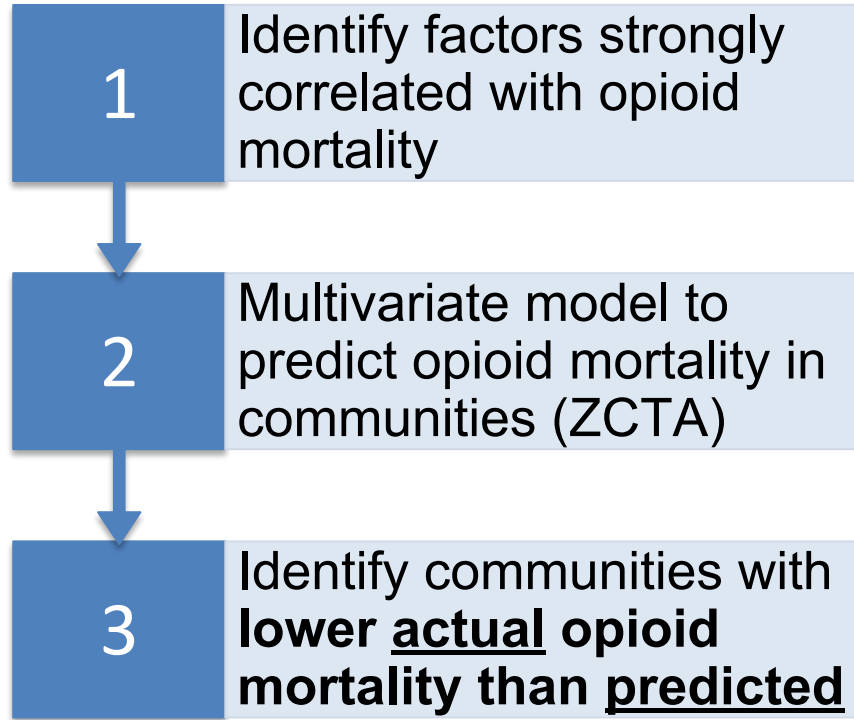 1
Identify factors strongly
correlated with opioid
mortality
2
Multivariate model to
predict opioid mortality in
communities (ZCTA)
3
Identify communities with
lower actual opioid
mortality than predicted